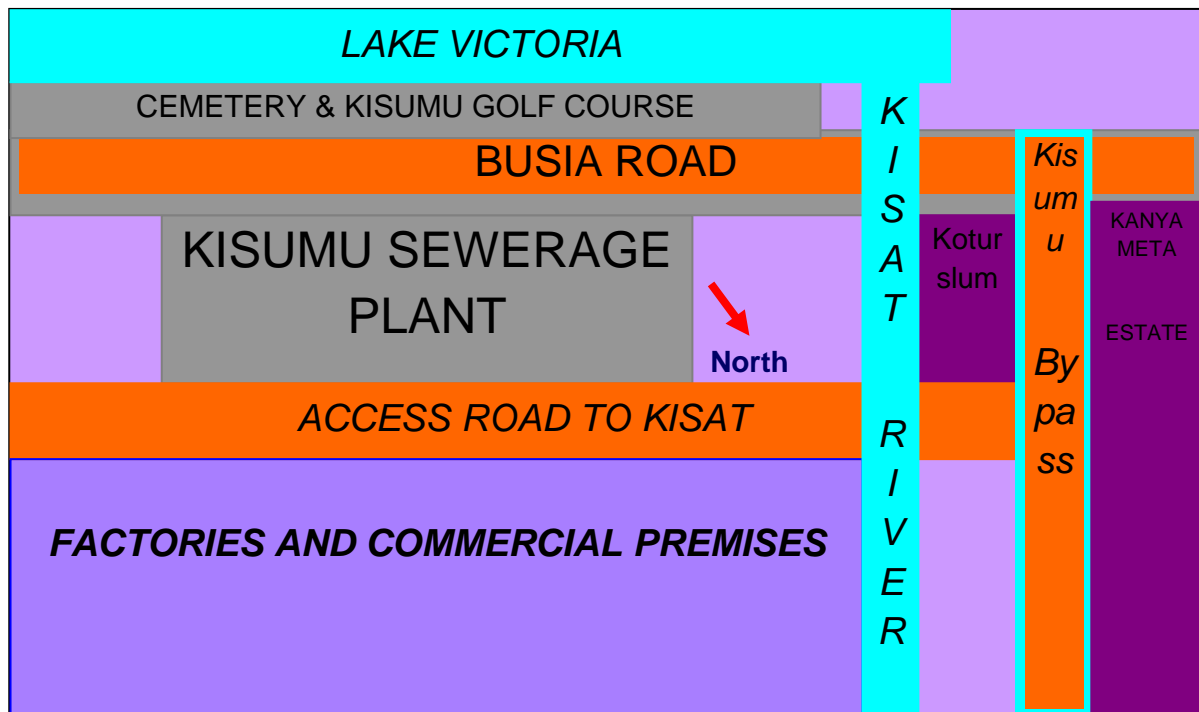 LAKE VICTORIA
CEMETERY & KISUMU GOLF COURSE
BUSIA ROAD
KISUMU SEWERAGE
PLANT
North
ACCESS ROAD TO KISAT
FACTORIES AND COMMERCIAL PREMISES
K
I
S
A
T
R
I
V
E
R
Kotur
slum
Kis
um
u
By
pa
ss
KANYA
META
ESTATE